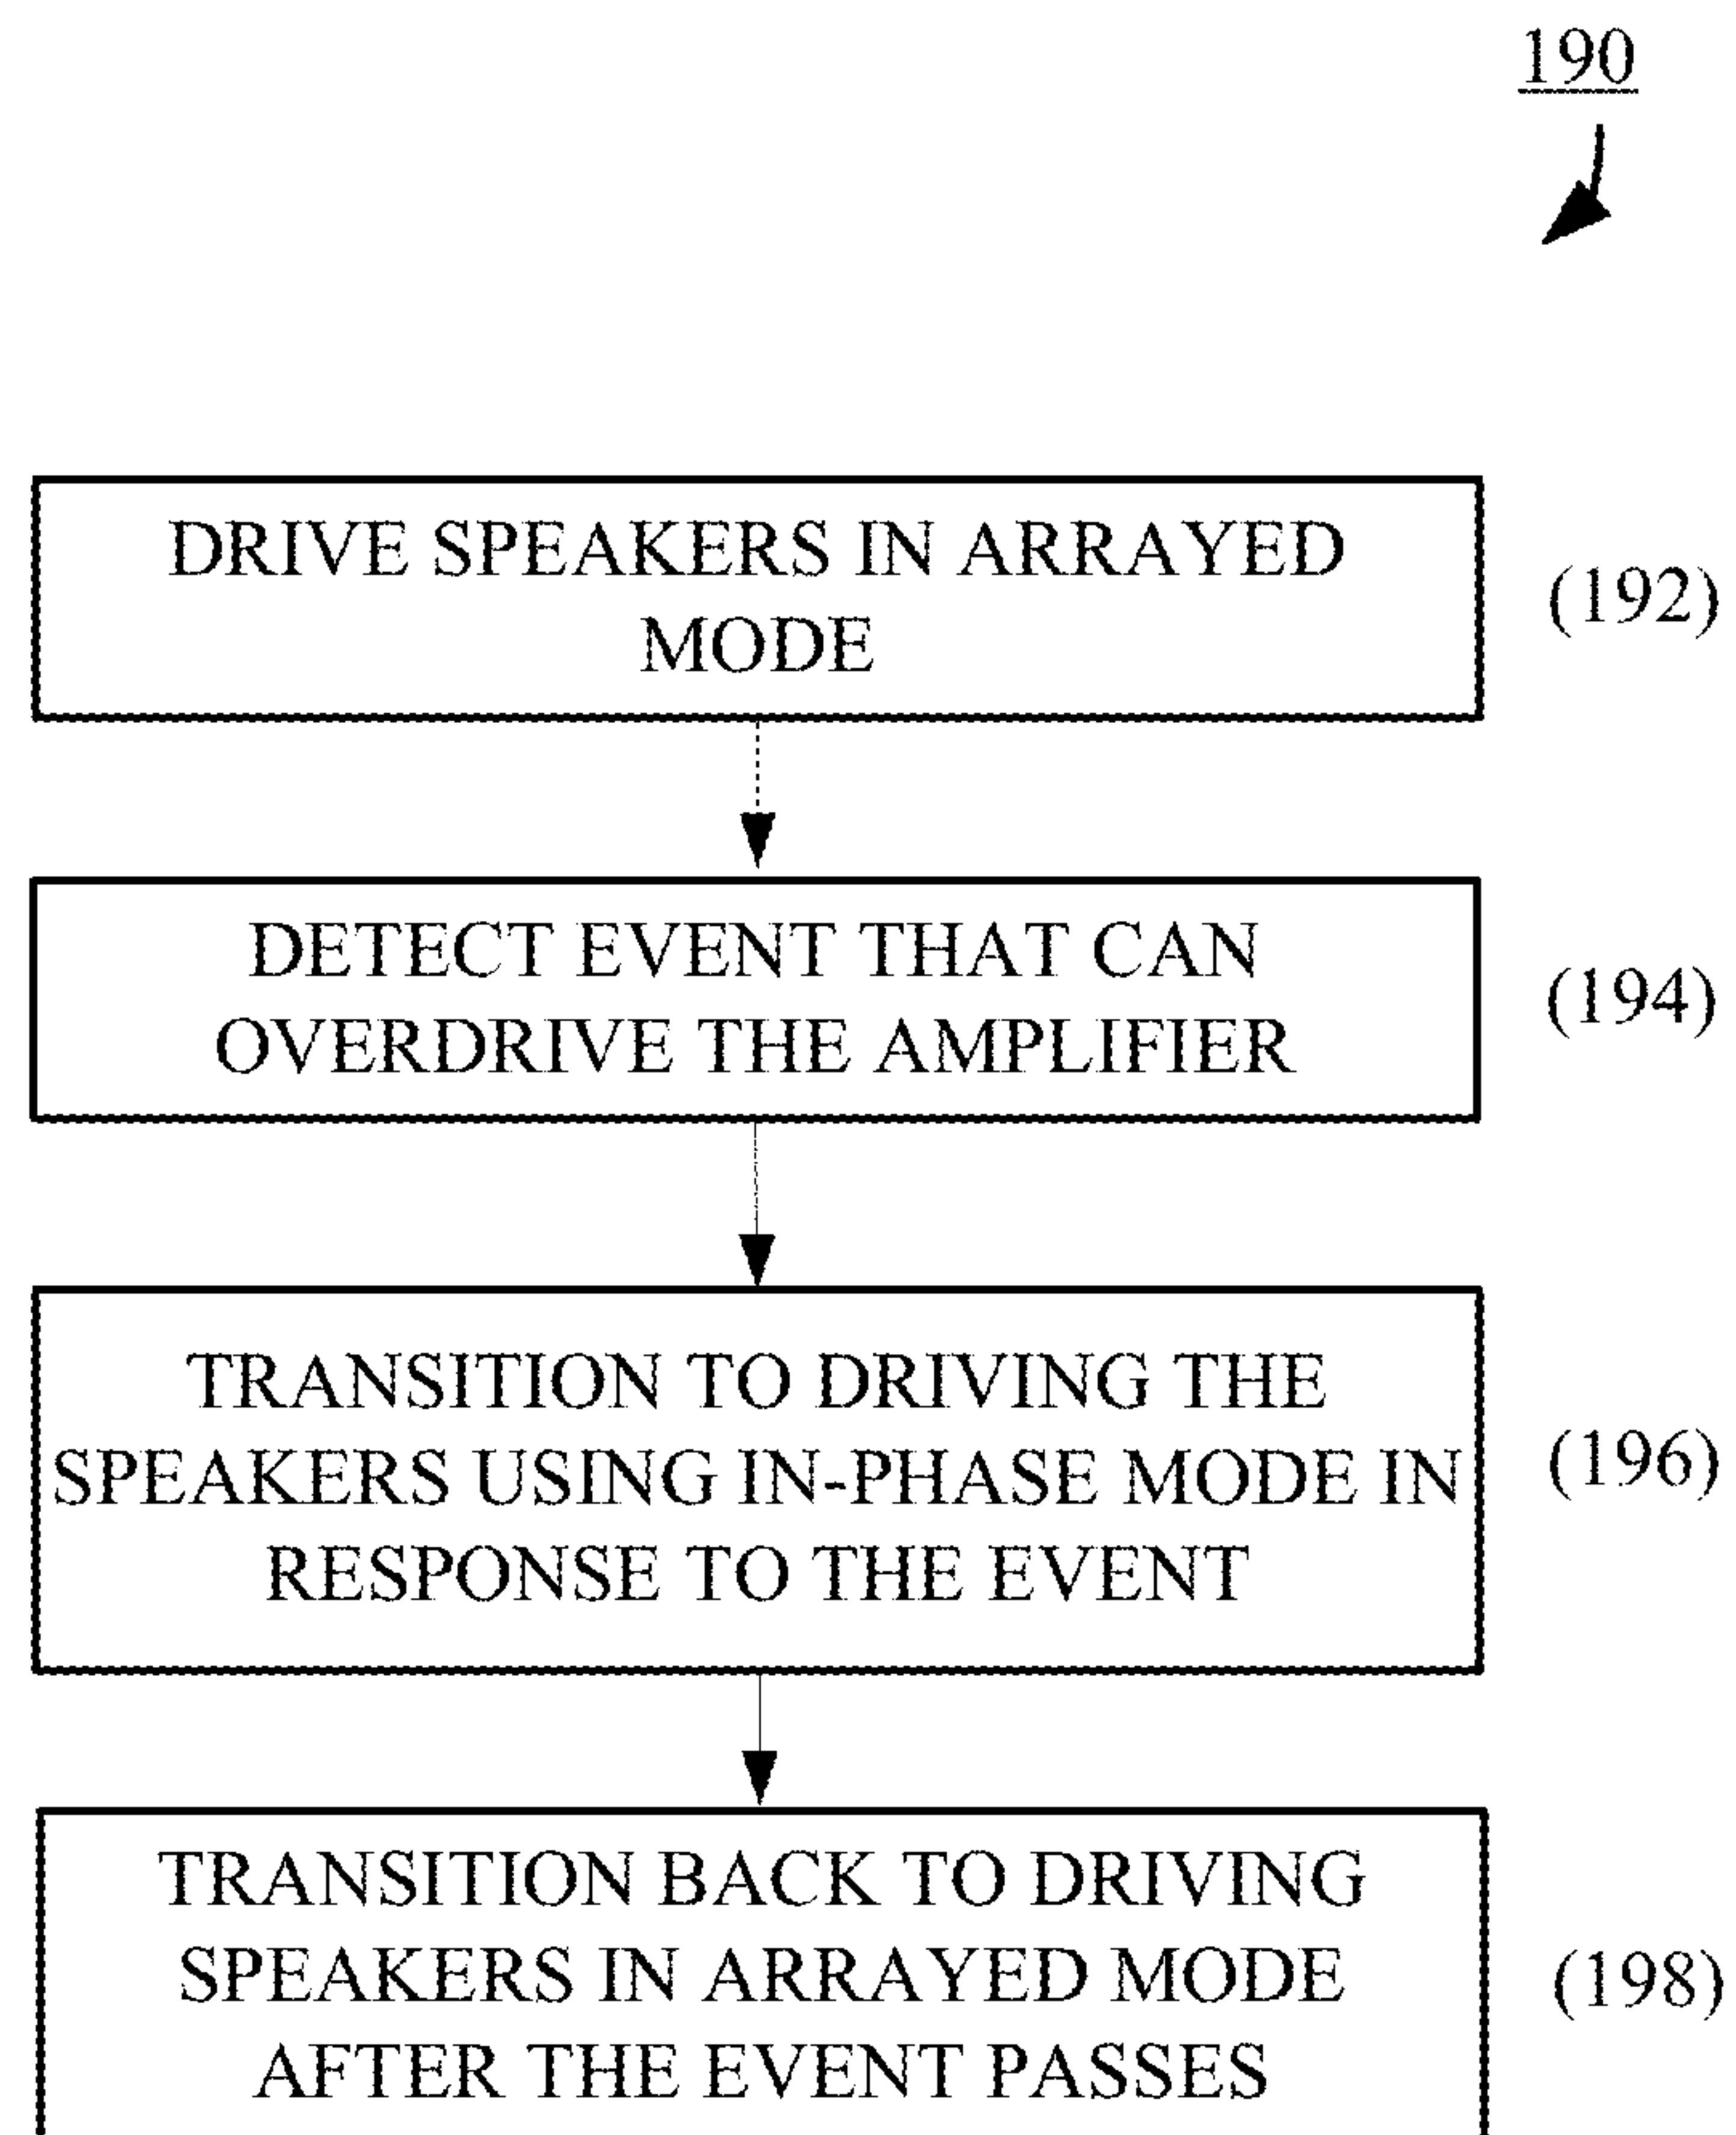 190
DRIVE SPEAKERS IN ARRAYED
MODE
(192)
DETECT EVENT THAT CAN
OVERDRIVE THE AMPLIFIER
(194)
TRANSITION TO DRIVING THE
SPEAKERS USING IN-PHASE MODE IN
RESPONSE TO THE EVENT
(196)
TRANSITION BACK TO DRIVING
SPEAKERS IN ARRAYED MODE
AFTER THE EVENT PASSES
(198)